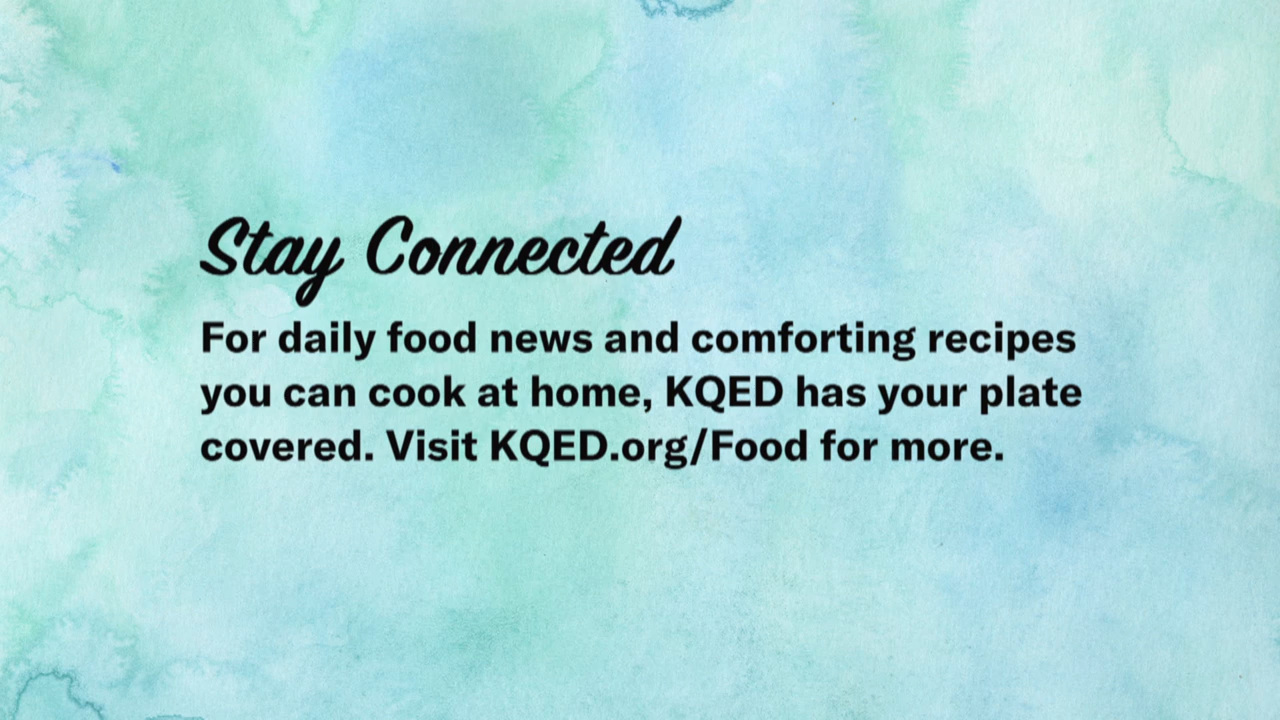 Stay Connected
For daily food news and comforting recipes
you can cook at home, KQED has your plate
covered. Visit KQED.org/Food for more.